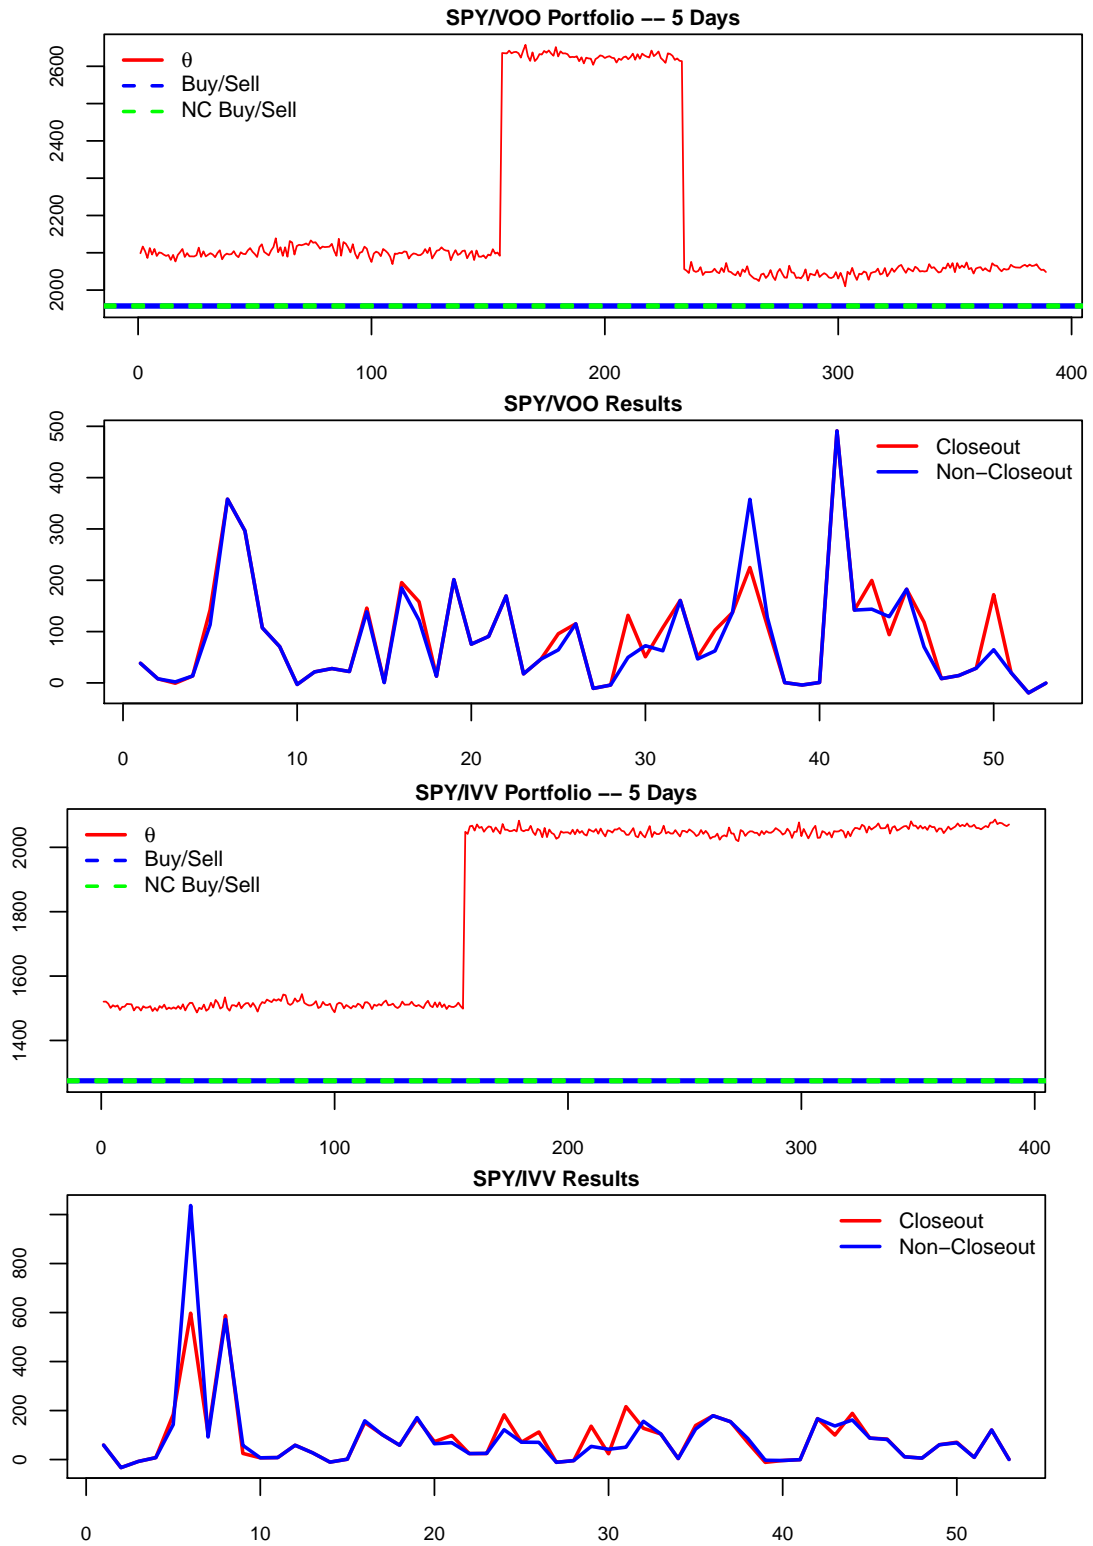 SPY/VOO Portfolio −− 5 Days
θ
Buy/Sell
NC Buy/Sell
2600
2400
2200
2000
0 100 200 300 400
SPY/VOO Results
Closeout
Non−Closeout
500
400
300
200
100
0
0 10 20 30 40 50
SPY/IVV Portfolio −− 5 Days
θ
Buy/Sell
NC Buy/Sell
2000
1800
1600
1400
0 100 200 300 400
SPY/IVV Results
Closeout
Non−Closeout
800
600
400
200
0
0 10 20 30 40 50